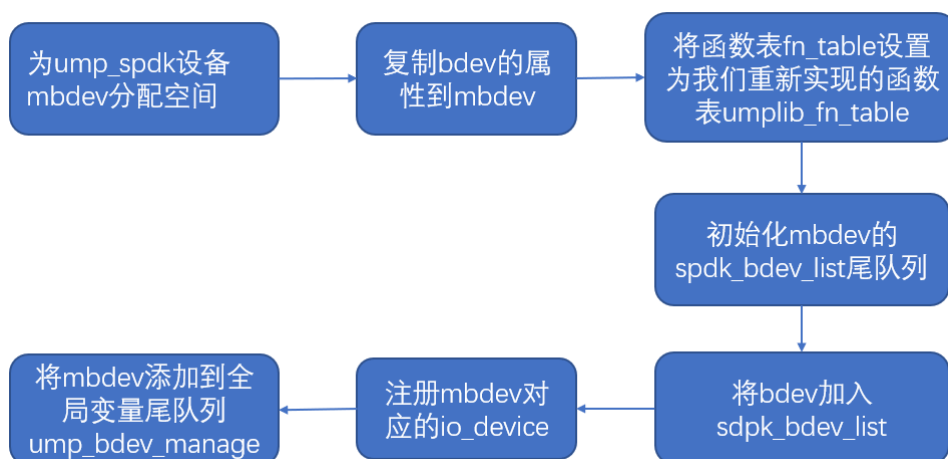 为ump_spdk设备
mbdev分配空间
复制bdev的属
性到mbdev
将函数表fn_table设置
为我们重新实现的函数
表umplib_fn_table
初始化mbdev的
spdk_bdev_list尾队列
将bdev加入
sdpk_bdev_list
注册mbdev对
应的io_device
将mbdev添加到全
局变量尾队列
ump_bdev_manage